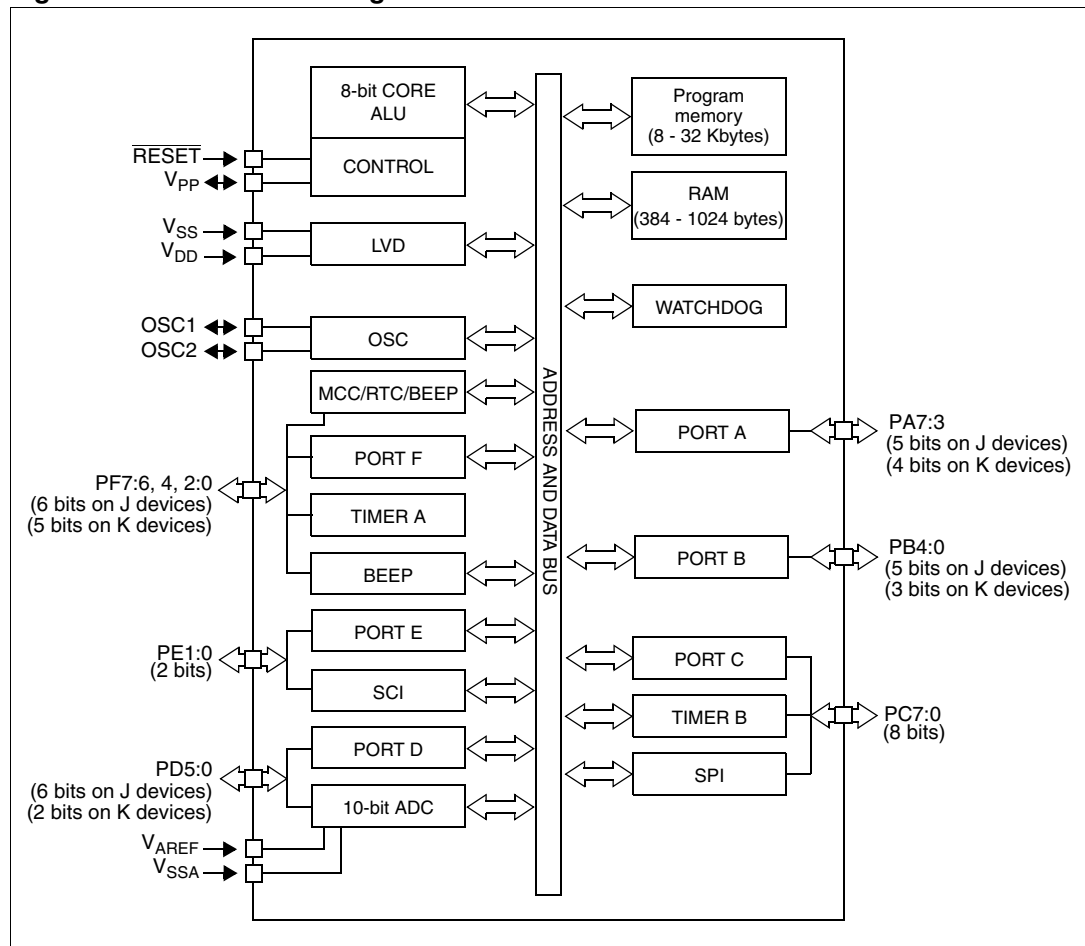 8-bit CORE
ALU
CONTROL
RESET
VPP
VSS
VDD
LVD
OSC1
OSC2
OSC
MCC/RTC/BEEP
PORT F
PF7:6, 4, 2:0
(6 bits on J devices)
(5 bits on K devices)
TIMER A
BEEP
PORT E
PE1:0
(2 bits)
SCI
PORT D
PD5:0
(6 bits on J devices)
(2 bits on K devices)
10-bit ADC
VAREF
VSSA
ADDRESS AND DATA BUS
Program
memory
(8 - 32 Kbytes)
RAM
(384 - 1024 bytes)
WATCHDOG
PORT A
PA7:3
(5 bits on J devices)
(4 bits on K devices)
PORT B
PB4:0
(5 bits on J devices)
(3 bits on K devices)
PORT C
TIMER B
PC7:0
(8 bits)
SPI